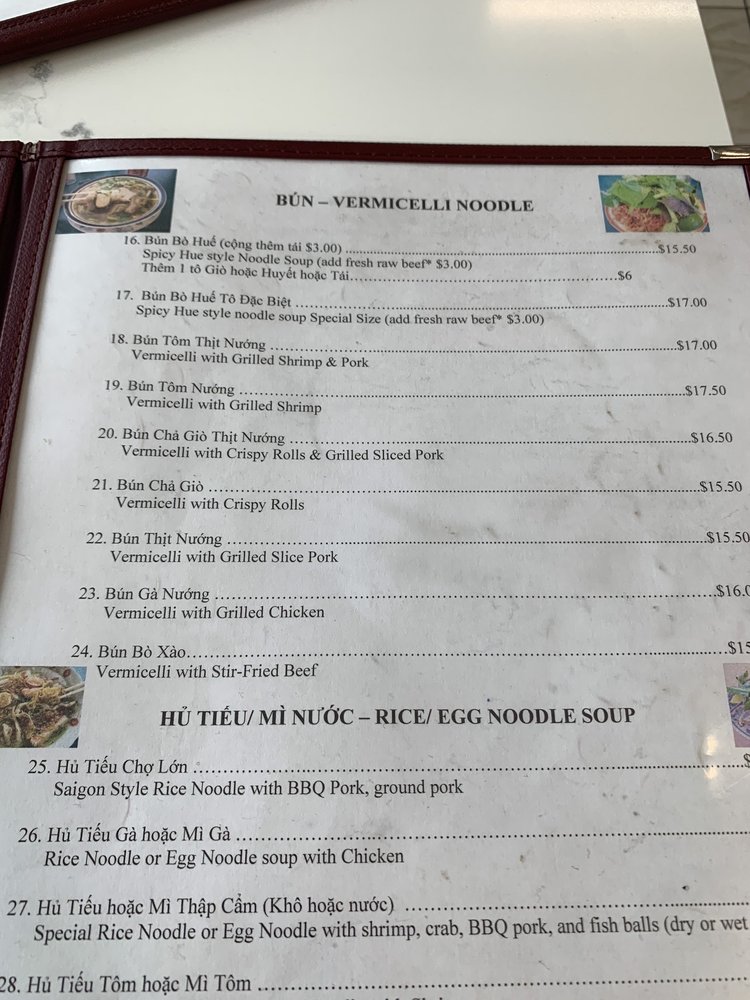 BÚN – VERMICELLI NOODLE
16. Bún Bò Huế (cộng thêm tái $3.00) ........ $15.50
Spicy Hue style Noodle Soup (add fresh raw beef* $3.00)
Thêm 1 tô Giò hoặc Huyết hoặc Tái ........ $6
17. Bún Bò Huế Tô Đặc Biệt ........ $17.00
Spicy Hue style noodle soup Special Size (add fresh raw beef* $3.00)
18. Bún Tôm Thịt Nướng ........ $17.00
Vermicelli with Grilled Shrimp & Pork
19. Bún Tôm Nướng ........ $17.50
Vermicelli with Grilled Shrimp
20. Bún Chả Giò Thịt Nướng ........ $16.50
Vermicelli with Crispy Rolls & Grilled Sliced Pork
21. Bún Chả Giò ........ $15.50
Vermicelli with Crispy Rolls
22. Bún Thịt Nướng ........ $15.50
Vermicelli with Grilled Slice Pork
23. Bún Gà Nướng ........ $16.0
Vermicelli with Grilled Chicken
24. Bún Bò Xào ........ $15
Vermicelli with Stir-Fried Beef
HỦ TIẾU/ MÌ NƯỚC – RICE/ EGG NOODLE SOUP
25. Hủ Tiếu Chợ Lớn ........ $
Saigon Style Rice Noodle with BBQ Pork, ground pork
26. Hủ Tiếu Gà hoặc Mì Gà ........
Rice Noodle or Egg Noodle soup with Chicken
27. Hủ Tiếu hoặc Mì Thập Cẩm (Khô hoặc nước) ........
Special Rice Noodle or Egg Noodle with shrimp, crab, BBQ pork, and fish balls (dry or wet
28. Hủ Tiếu Tôm hoặc Mì Tôm ........